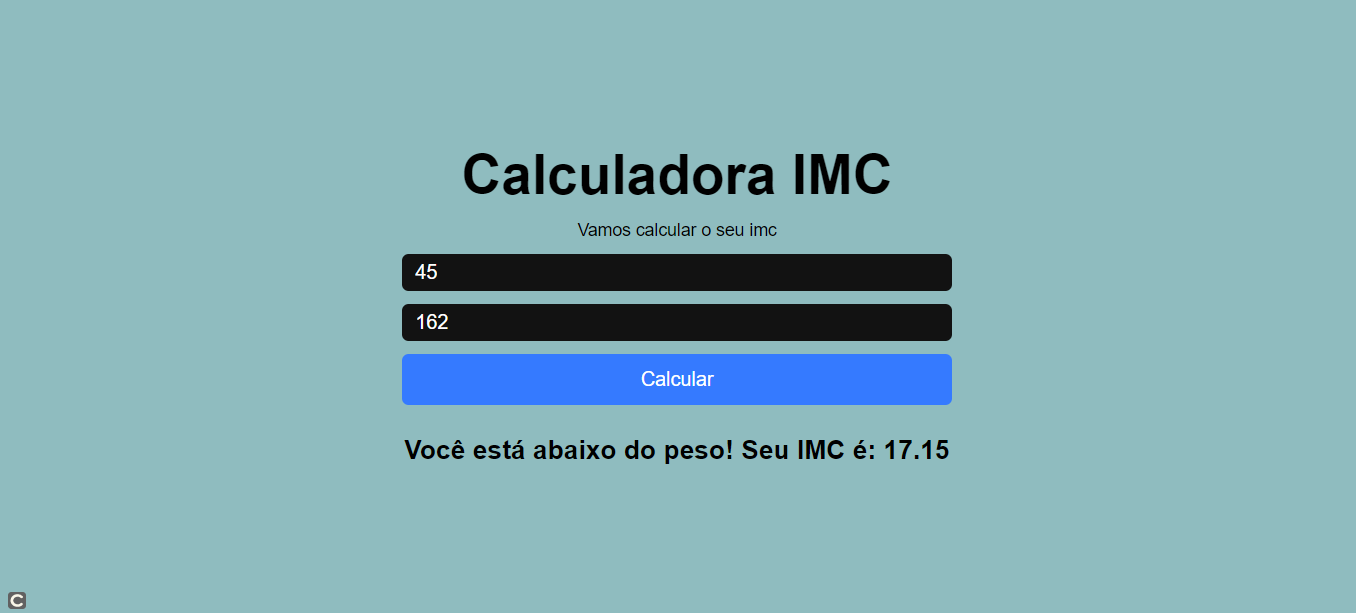 Calculadora IMC
Vamos calcular o seu imc
45
162
Calcular
Você está abaixo do peso! Seu IMC é: 17.15
C